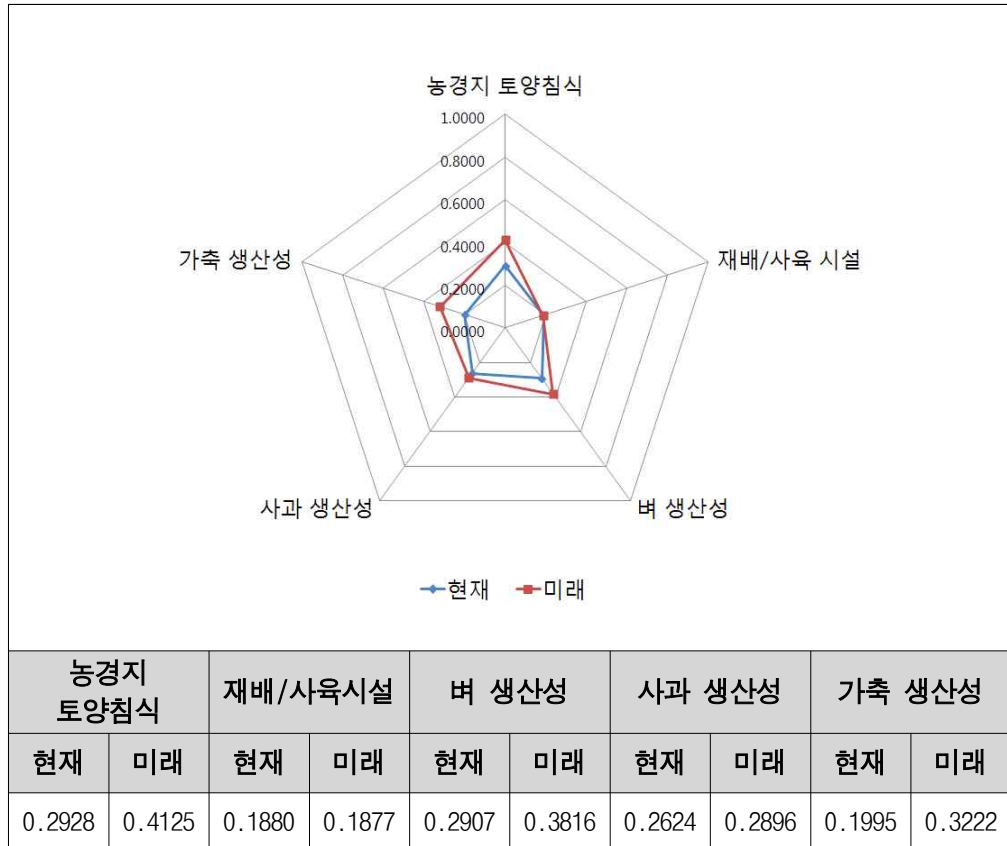 농경지 토양침식
1.0000
0.8000
0.6000
0.4000
0.2000
0.0000
가축 생산성
재배/사육 시설
사과 생산성
벼 생산성
현재 미래
농경지
토양침식 재배/사육시설 벼 생산성 사과 생산성 가축 생산성
현재 미래 현재 미래 현재 미래 현재 미래 현재 미래
0.2928 0.4125 0.1880 0.1877 0.2907 0.3816 0.2624 0.2896 0.1995 0.3222